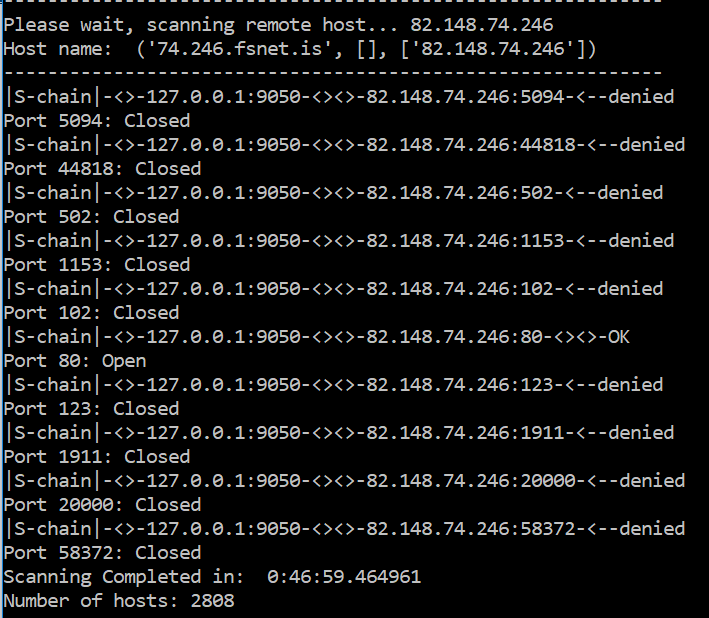 ------------------------------------------------------------
Please wait, scanning remote host... 82.148.74.246
Host name:  ('74.246.fsnet.is', [], ['82.148.74.246'])
------------------------------------------------------------
|S-chain|-<>-127.0.0.1:9050-<><>-82.148.74.246:5094-<--denied
Port 5094: Closed
|S-chain|-<>-127.0.0.1:9050-<><>-82.148.74.246:44818-<--denied
Port 44818: Closed
|S-chain|-<>-127.0.0.1:9050-<><>-82.148.74.246:502-<--denied
Port 502: Closed
|S-chain|-<>-127.0.0.1:9050-<><>-82.148.74.246:1153-<--denied
Port 1153: Closed
|S-chain|-<>-127.0.0.1:9050-<><>-82.148.74.246:102-<--denied
Port 102: Closed
|S-chain|-<>-127.0.0.1:9050-<><>-82.148.74.246:80-<><>-OK
Port 80: Open
|S-chain|-<>-127.0.0.1:9050-<><>-82.148.74.246:123-<--denied
Port 123: Closed
|S-chain|-<>-127.0.0.1:9050-<><>-82.148.74.246:1911-<--denied
Port 1911: Closed
|S-chain|-<>-127.0.0.1:9050-<><>-82.148.74.246:20000-<--denied
Port 20000: Closed
|S-chain|-<>-127.0.0.1:9050-<><>-82.148.74.246:58372-<--denied
Port 58372: Closed
Scanning Completed in:  0:46:59.464961
Number of hosts: 2808